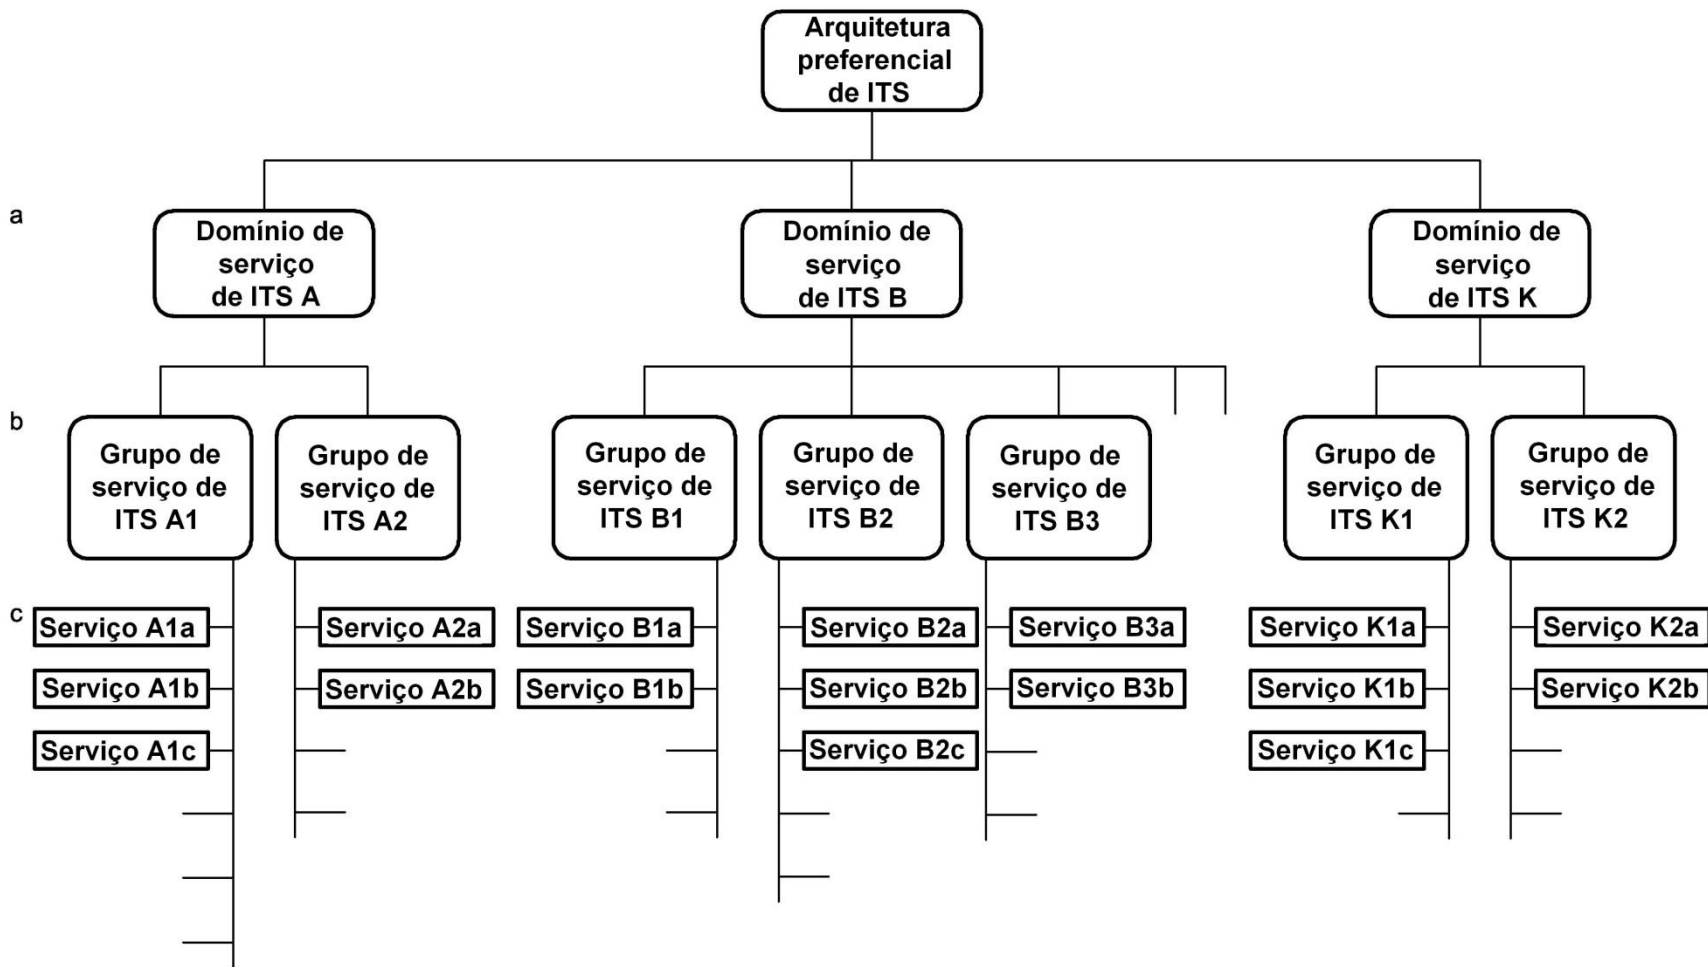 Arquitetura
preferencial
de ITS
a
Domínio de
serviço
de ITS A
Domínio de
serviço
de ITS B
Domínio de
serviço
de ITS K
b
Grupo de
serviço de
ITS A1
Grupo de
serviço de
ITS A2
Grupo de
serviço de
ITS B1
Grupo de
serviço de
ITS B2
Grupo de
serviço de
ITS B3
Grupo de
serviço de
ITS K1
Grupo de
serviço de
ITS K2
c
Serviço A1a
Serviço A1b
Serviço A1c
Serviço A2a
Serviço A2b
Serviço B1a
Serviço B1b
Serviço B2a
Serviço B2b
Serviço B2c
Serviço B3a
Serviço B3b
Serviço K1a
Serviço K1b
Serviço K1c
Serviço K2a
Serviço K2b